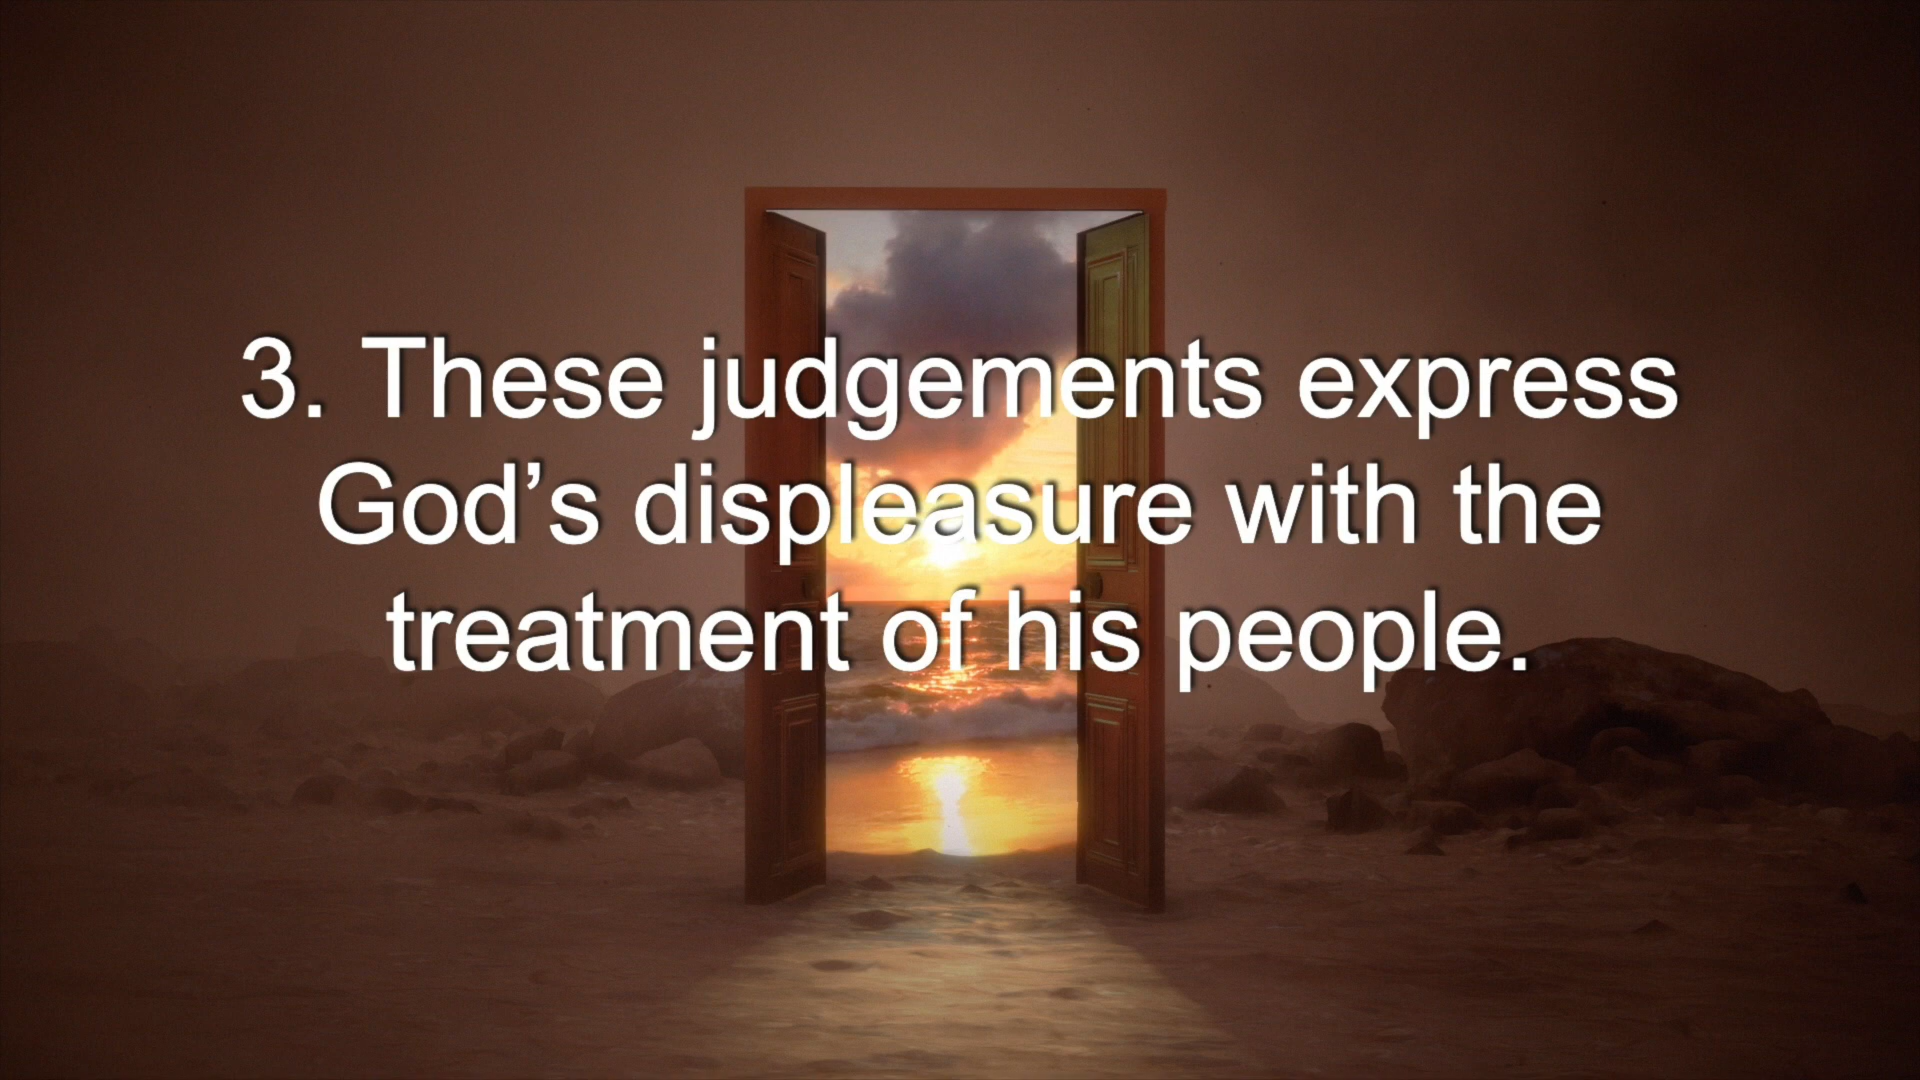 3. These judgements express
God’s displeasure with the
treatment of his people.